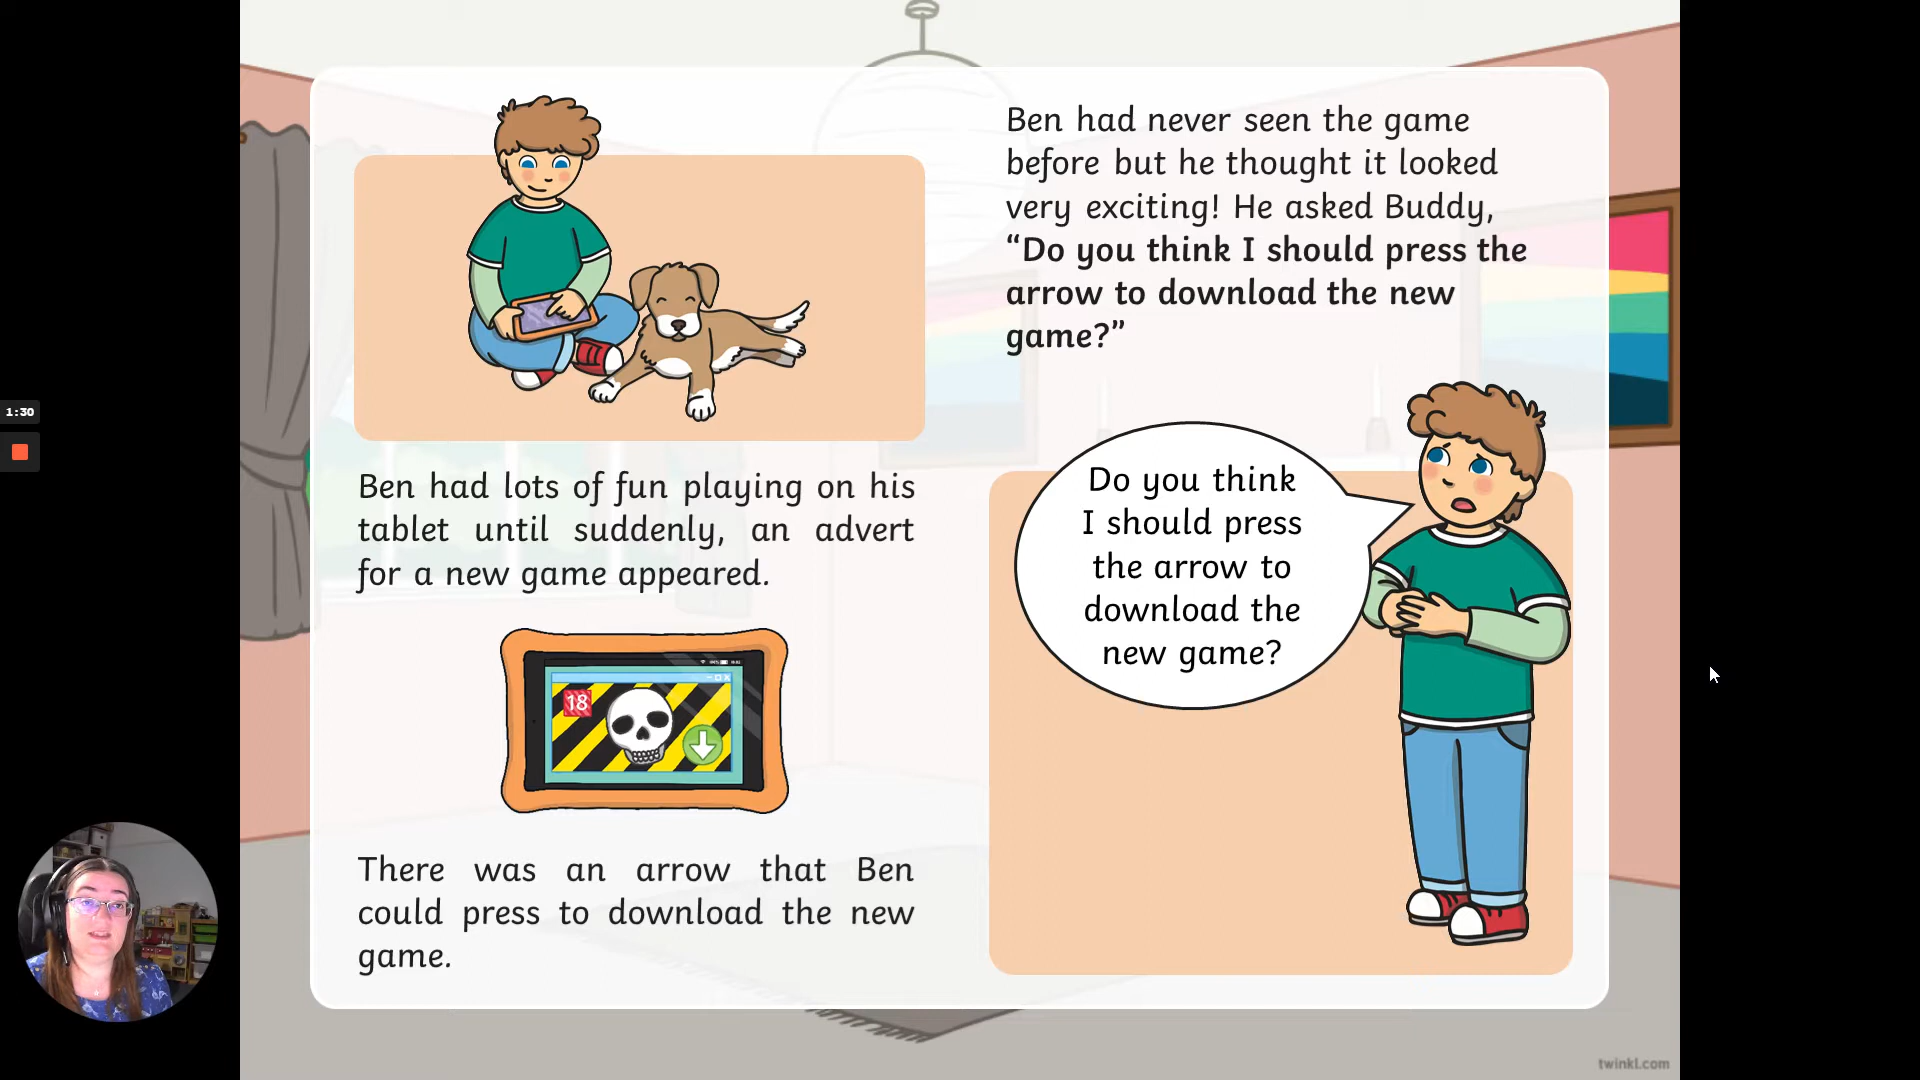 Ben had lots of fun playing on his
tablet until suddenly, an advert
for a new game appeared.
18
There was an arrow that Ben
could press to download the new
game.
Ben had never seen the game
before but he thought it looked
very exciting! He asked Buddy,
“Do you think I should press the
arrow to download the new
game?”
Do you think
I should press
the arrow to
download the
new game?
1:30
twinkl.com